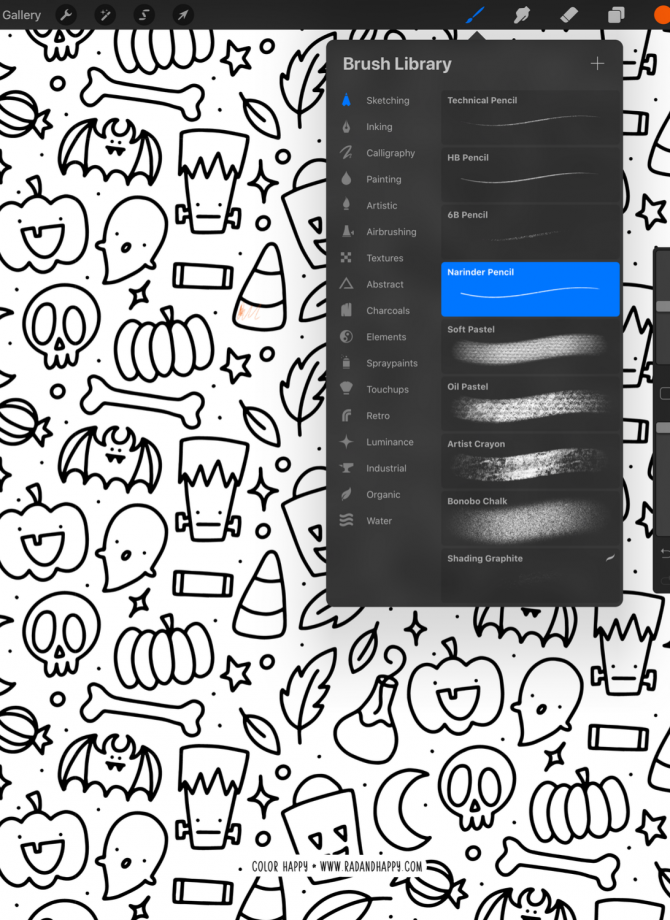 Gallery
Brush Library
Sketching
Inking
Calligraphy
Painting
Artistic
Airbrushing
Textures
Abstract
Charcoals
Elements
Spraypaints
Touchups
Retro
Luminance
Industrial
Organic
Water
Technical Pencil
HB Pencil
6B Pencil
Narinder Pencil
Soft Pastel
Oil Pastel
Artist Crayon
Bonobo Chalk
Shading Graphite
COLOR HAPPY • WWW.RADANDHAPPY.COM